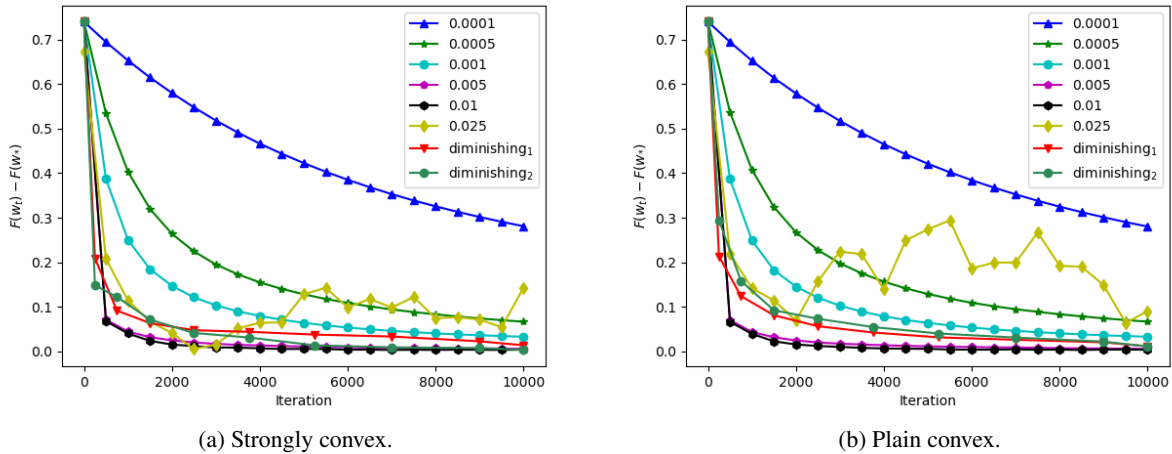 F(w_t) − F(w_*)
0.7
0.6
0.5
0.4
0.3
0.2
0.1
0.0
0.0001
0.0005
0.001
0.005
0.01
0.025
diminishing₁
diminishing₂
0 2000 4000 6000 8000 10000
Iteration
(a) Strongly convex.
F(w_t) − F(w_*)
0.7
0.6
0.5
0.4
0.3
0.2
0.1
0.0
0.0001
0.0005
0.001
0.005
0.01
0.025
diminishing₁
diminishing₂
0 2000 4000 6000 8000 10000
Iteration
(b) Plain convex.